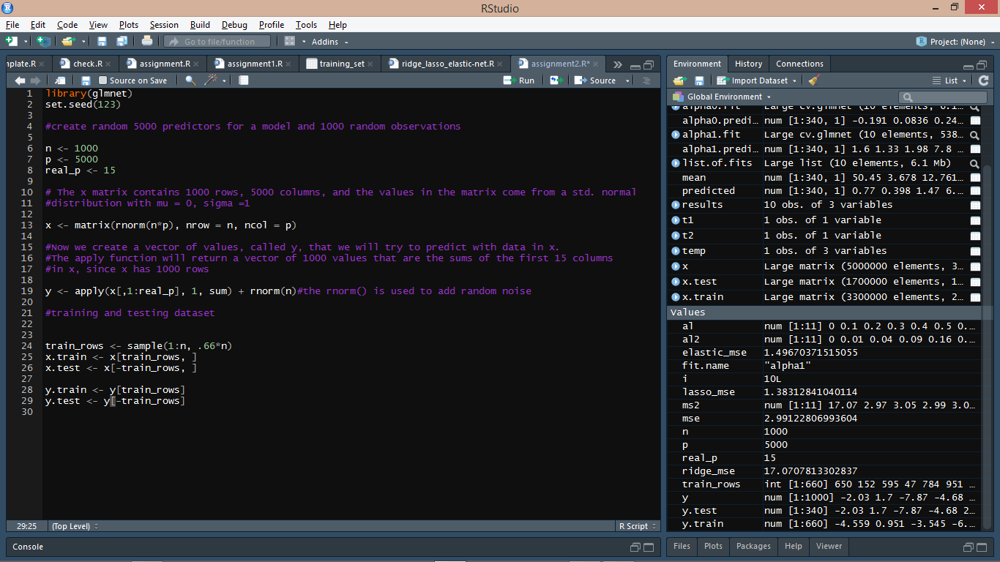 RStudio
File Edit Code View Plots Session Build Debug Profile Tools Help
Go to file/function Addins Project: (None)
mplate.R check.R assignment.R assignment1.R training_set ridge_lasso_elastic-net.R assignment2.R*
Source on Save Run Source
1 library(glmnet)
2 set.seed(123)
3
4 #create random 5000 predictors for a model and 1000 random observations
5
6 n <- 1000
7 p <- 5000
8 real_p <- 15
9
10 # The x matrix contains 1000 rows, 5000 columns, and the values in the matrix come from a std. normal
11 #distribution with mu = 0, sigma =1
12
13 x <- matrix(rnorm(n*p), nrow = n, ncol = p)
14
15 #Now we create a vector of values, called y, that we will try to predict with data in x.
16 #The apply function will return a vector of 1000 values that are the sums of the first 15 columns
17 #in x, since x has 1000 rows
18
19 y <- apply(x[,1:real_p], 1, sum) + rnorm(n)#the rnorm() is used to add random noise
20
21 #training and testing dataset
22
23
24 train_rows <- sample(1:n, .66*n)
25 x.train <- x[train_rows, ]
26 x.test <- x[-train_rows, ]
27
28 y.train <- y[train_rows]
29 y.test <- y[-train_rows]
30
29:25 (Top Level) R Script
Console
Environment History Connections
Import Dataset List
Global Environment
alpha0.fit Large cv.glmnet (10 elements, 6.1…
alpha0.predi… num [1:340, 1] -0.191 0.0836 0.24…
alpha1.fit Large cv.glmnet (10 elements, 538…
alpha1.predi… num [1:340, 1] 1.6 1.33 1.98 7.8 …
list.of.fits Large list (10 elements, 6.1 Mb)
mean num [1:340, 1] 50.45 3.678 12.761…
predicted num [1:340, 1] 0.77 0.398 1.47 6.…
results 10 obs. of 3 variables
t1 1 obs. of 1 variable
t2 1 obs. of 1 variable
temp 1 obs. of 3 variables
x Large matrix (5000000 elements, 3…
x.test Large matrix (1700000 elements, 1…
x.train Large matrix (3300000 elements, 2…
Values
al num [1:11] 0 0.1 0.2 0.3 0.4 0.5 0.…
al2 num [1:11] 0 0.01 0.04 0.09 0.16 0.…
elastic_mse 1.49670371515055
fit.name "alpha1"
i 10L
lasso_mse 1.38312841040114
ms2 num [1:11] 17.07 2.97 3.05 2.99 3.0…
mse 2.99122806993604
n 1000
p 5000
real_p 15
ridge_mse 17.0707813302837
train_rows int [1:660] 650 152 595 47 784 951 …
y num [1:1000] -2.03 1.7 -7.87 -4.68 …
y.test num [1:340] -2.03 1.7 -7.87 -4.68 2…
y.train num [1:660] -4.559 0.951 -3.545 -6.…
Files Plots Packages Help Viewer